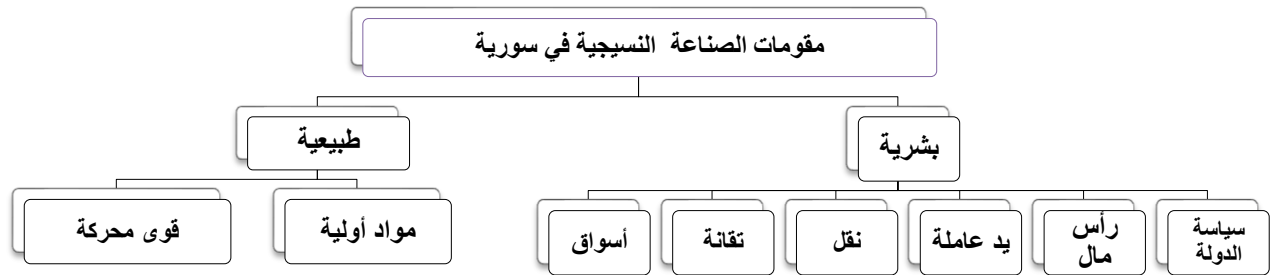 مقومات الصناعة النسيجية في سورية
بشرية
طبيعية
سياسة
الدولة
رأس
مال
يد عاملة
نقل
تقانة
أسواق
مواد أولية
قوى محركة